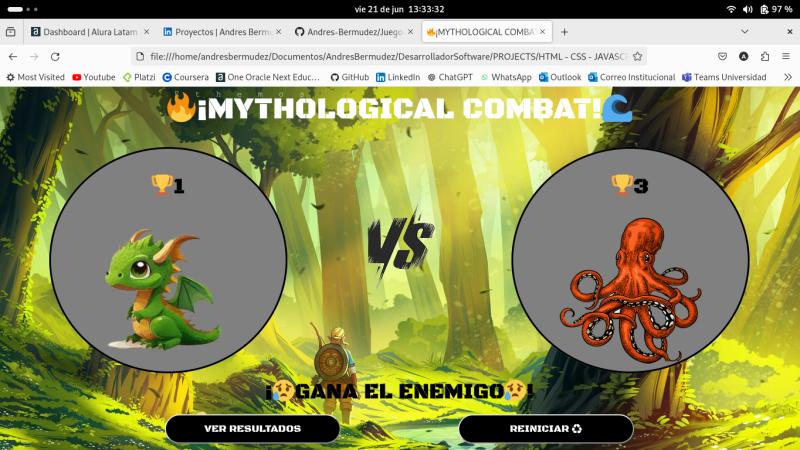 vie 21 de jun 13:33:32
97 %
Dashboard | Alura Latam
Proyectos | Andres Bermu
Andres-Bermudez/Juego
🔥¡MYTHOLOGICAL COMBA
file:///home/andresbermudez/Documentos/AndresBermudez/DesarrolladorSoftware/PROJECTS/HTML - CSS - JAVASC
Most Visited
Youtube
Platzi
Coursera
One Oracle Next Educ...
GitHub
LinkedIn
ChatGPT
WhatsApp
Outlook
Correo Institucional
Teams Universidad
🔥¡MYTHOLOGICAL COMBAT!🌊
🏆1
🏆3
VS
¡😥GANA EL ENEMIGO😥!
VER RESULTADOS
REINICIAR ♻